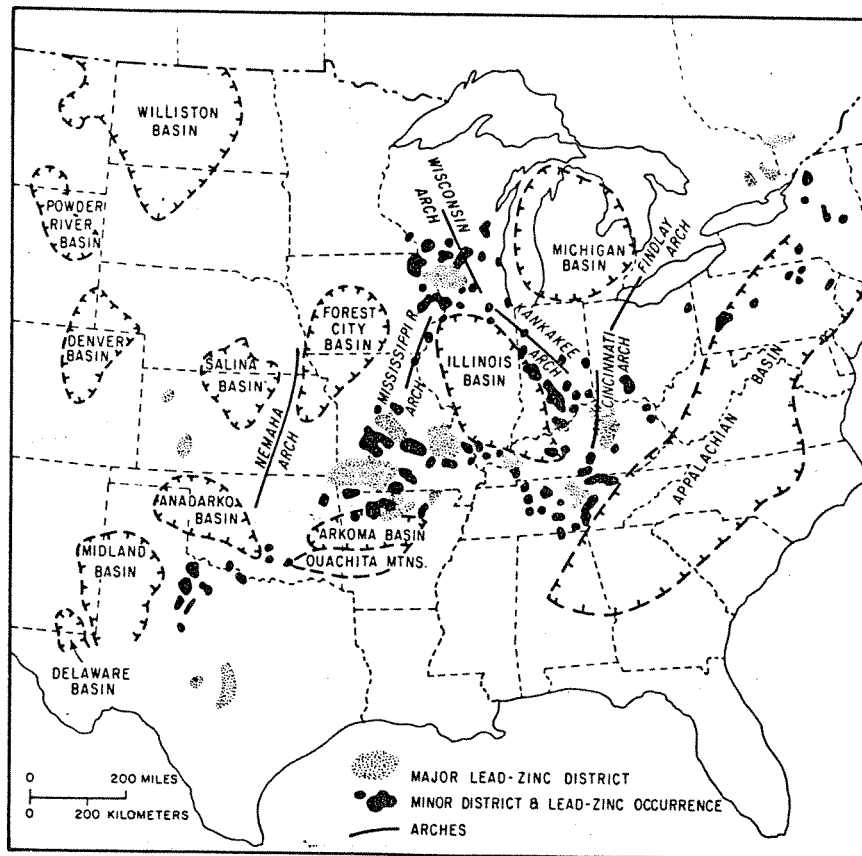 WILLISTON
BASIN
POWDER
RIVER
BASIN
WISCONSIN
ARCH
MICHIGAN
BASIN
FINDLAY
ARCH
DENVER
BASIN
SALINA
BASIN
FOREST
CITY
BASIN
NEMAHA
ARCH
MISSISSIPPI R.
ARCH
ILLINOIS
BASIN
KANKAKEE
ARCH
CINCINNATI
ARCH
APPALACHIAN BASIN
ANADARKO
BASIN
ARKOMA BASIN
OUACHITA MTNS.
MIDLAND
BASIN
DELAWARE
BASIN
0 200 MILES
0 200 KILOMETERS
MAJOR LEAD-ZINC DISTRICT
MINOR DISTRICT & LEAD-ZINC OCCURRENCE
ARCHES